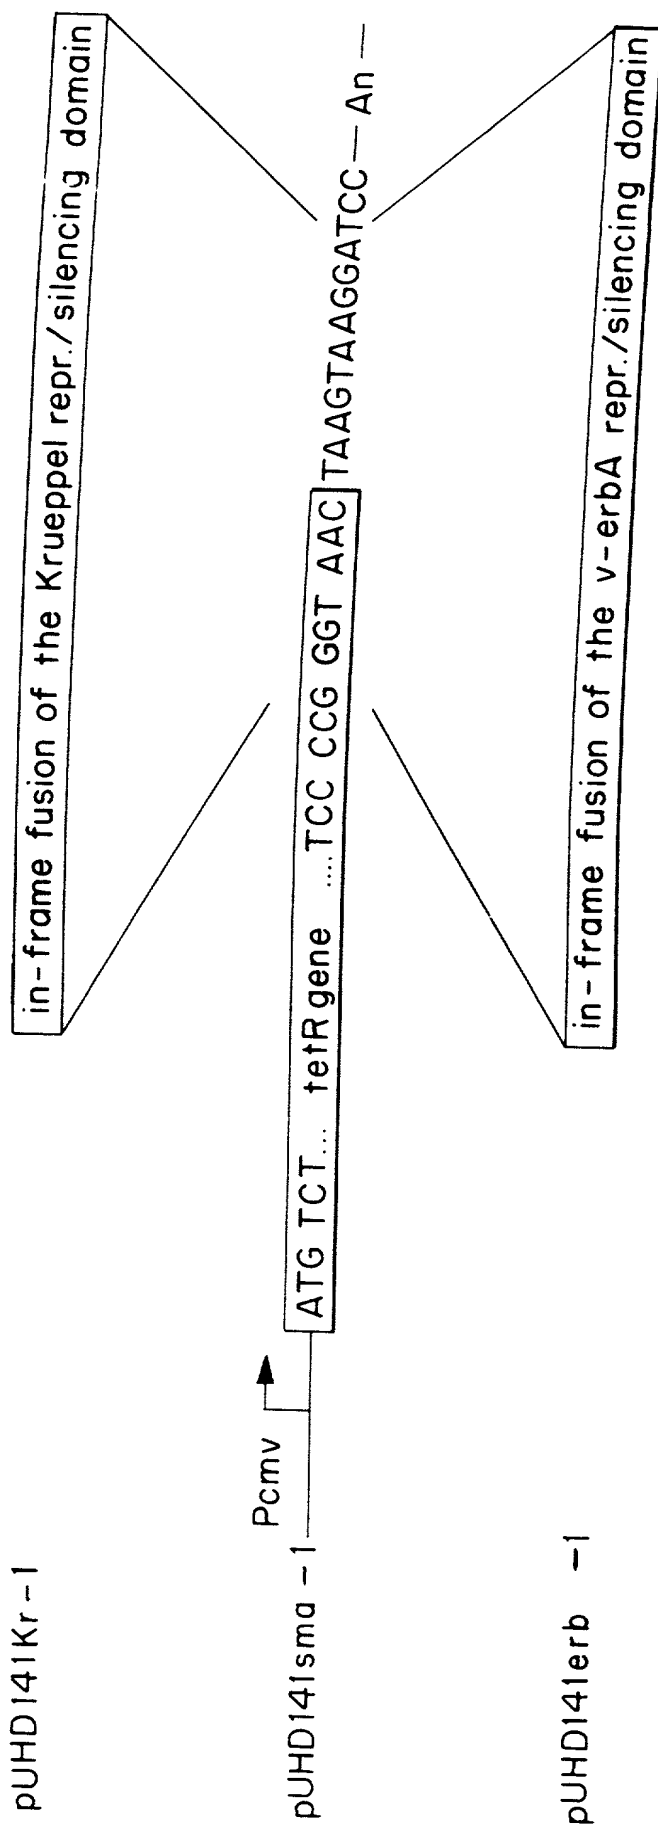 pUHD141Kr-1
in-frame fusion of the Krueppel repr./silencing domain
Pcmv
pUHD141sma-1
ATG TCT... tetR gene .....TCC CCG GGT AAC TAAGTAAGGATCC — An —
pUHD141erb -1
in-frame fusion of the v-erbA repr./silencing domain